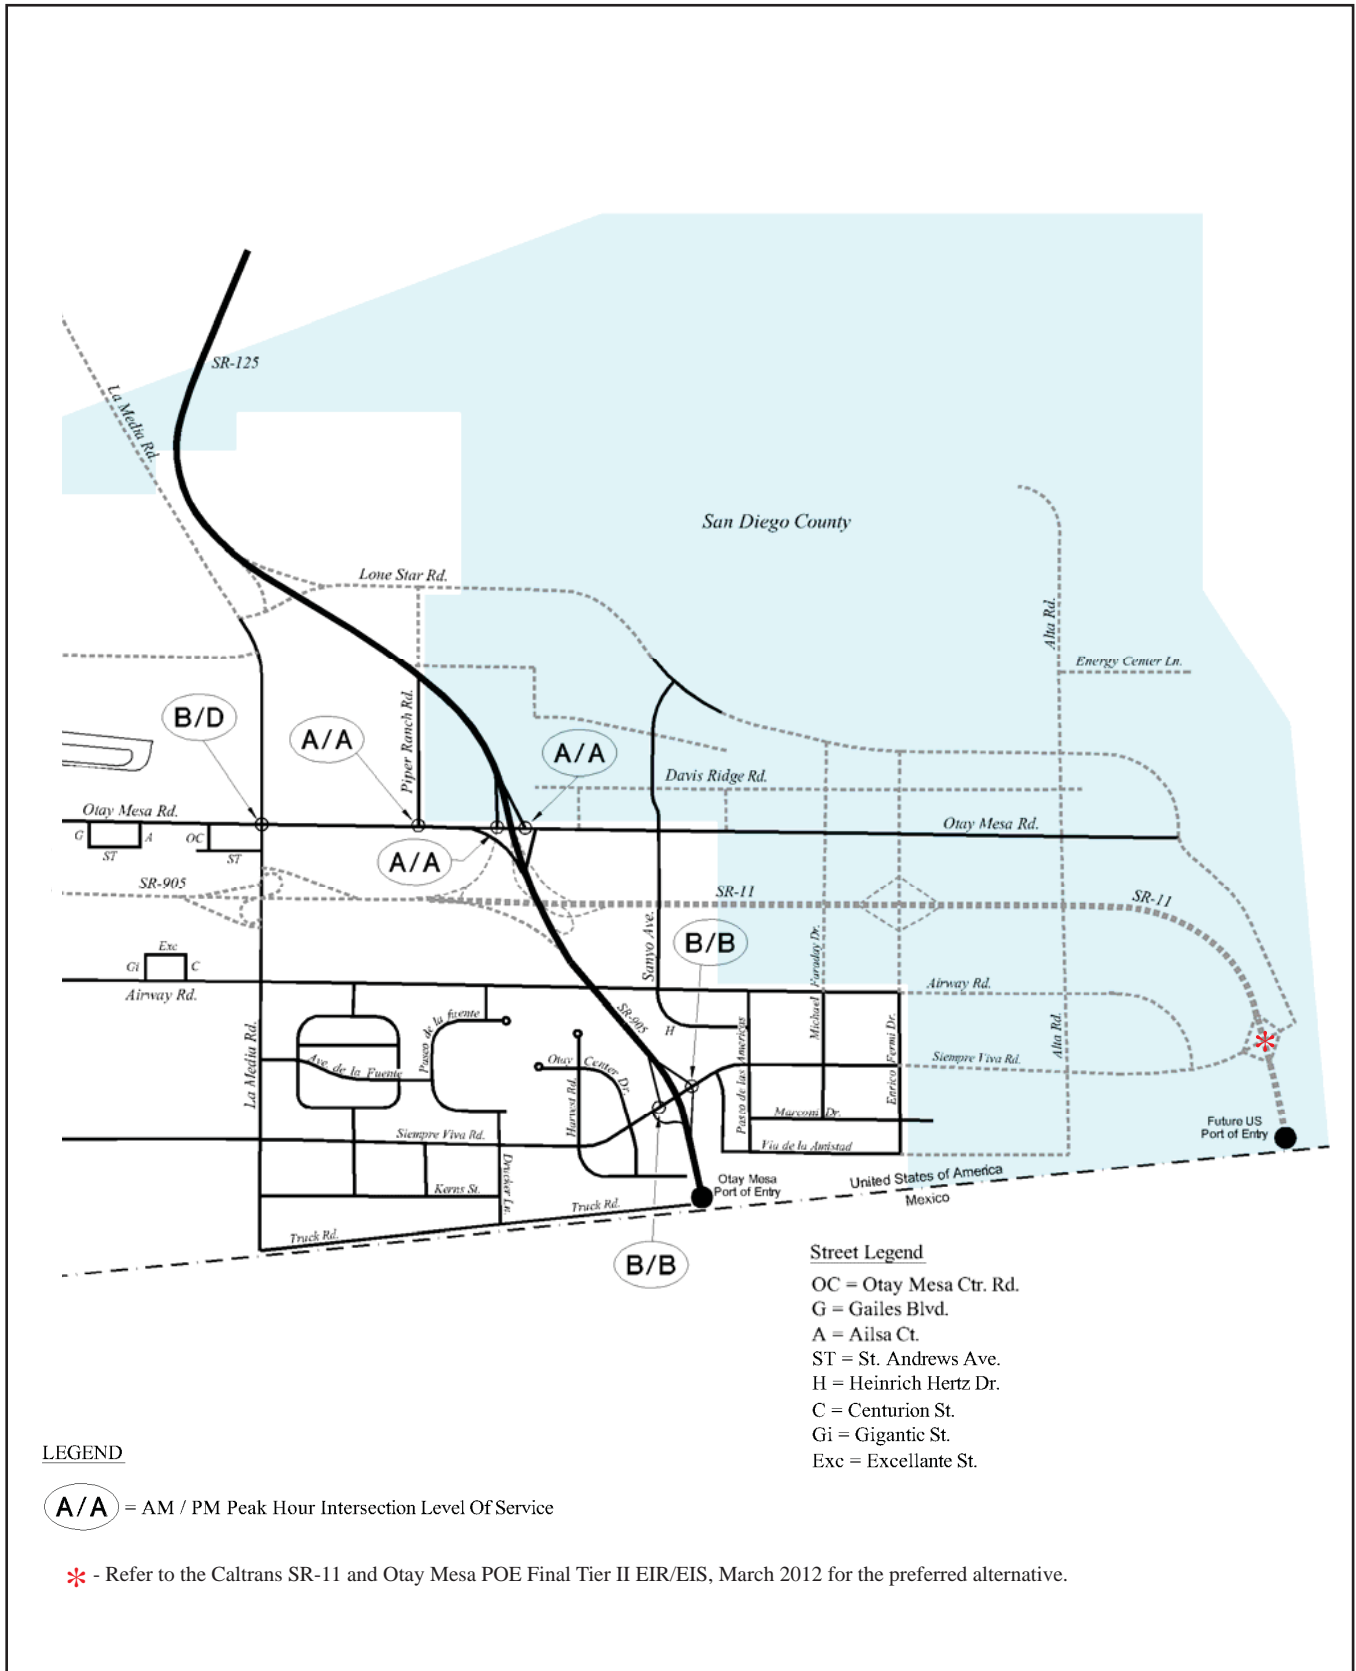 SR-125
La Media Rd.
San Diego County
Lone Star Rd.
Alta Rd.
Energy Center Ln.
B/D
A/A
Piper Ranch Rd.
A/A
Davis Ridge Rd.
Otay Mesa Rd.
Otay Mesa Rd.
G
A
OC
ST
ST
A/A
SR-905
SR-11
SR-11
Sanyo Ave.
B/B
Michael Faraday Dr.
Exc
Gi
C
Airway Rd.
Airway Rd.
SR-905
H
La Media Rd.
Paseo de la fuente
Ave. de la Fuente
Otay Center Dr.
Harvest Rd.
Paseo de las Americas
Enrico Fermi Dr.
Alta Rd.
Siempre Viva Rd.
Marconi Dr.
Via de la Amistad
Siempre Viva Rd.
Drucker Ln.
Kerns St.
Truck Rd.
Truck Rd.
Otay Mesa
Port of Entry
Future US
Port of Entry
United States of America
Mexico
B/B
Street Legend
OC = Otay Mesa Ctr. Rd.
G = Gailes Blvd.
A = Ailsa Ct.
ST = St. Andrews Ave.
H = Heinrich Hertz Dr.
C = Centurion St.
Gi = Gigantic St.
Exc = Excellante St.
LEGEND
A/A = AM / PM Peak Hour Intersection Level Of Service
* - Refer to the Caltrans SR-11 and Otay Mesa POE Final Tier II EIR/EIS, March 2012 for the preferred alternative.